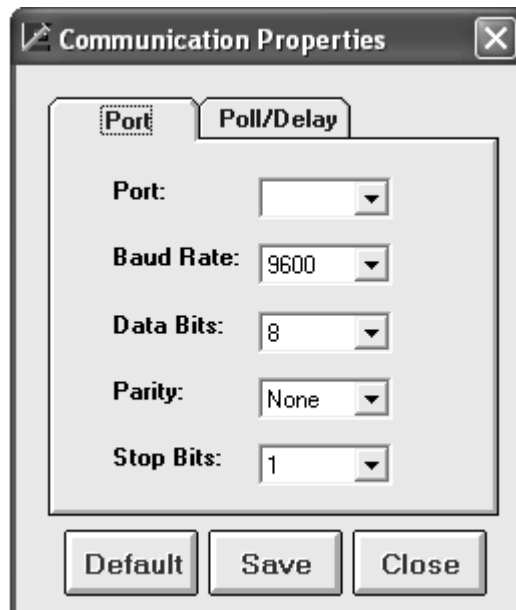 Communication Properties
Port Poll/Delay
Port:
Baud Rate: 9600
Data Bits: 8
Parity: None
Stop Bits: 1
Default Save Close